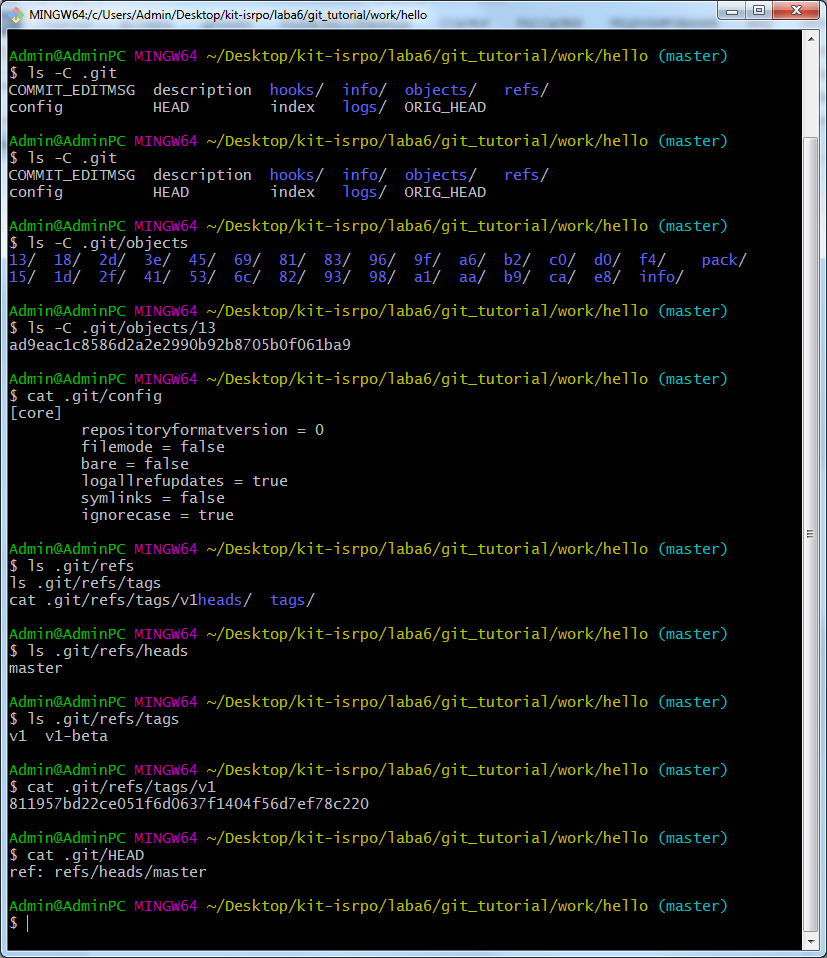 MINGW64:/c/Users/Admin/Desktop/kit-isrpo/laba6/git_tutorial/work/hello
Admin@AdminPC MINGW64 ~/Desktop/kit-isrpo/laba6/git_tutorial/work/hello (master)
$ ls -C .git
COMMIT_EDITMSG  description  hooks/  info/  objects/   refs/
config          HEAD         index   logs/  ORIG_HEAD
Admin@AdminPC MINGW64 ~/Desktop/kit-isrpo/laba6/git_tutorial/work/hello (master)
$ ls -C .git
COMMIT_EDITMSG  description  hooks/  info/  objects/   refs/
config          HEAD         index   logs/  ORIG_HEAD
Admin@AdminPC MINGW64 ~/Desktop/kit-isrpo/laba6/git_tutorial/work/hello (master)
$ ls -C .git/objects
13/  18/  2d/  3e/  45/  69/  81/  83/  96/  9f/  a6/  b2/  c0/  d0/  f4/    pack/
15/  1d/  2f/  41/  53/  6c/  82/  93/  98/  a1/  aa/  b9/  ca/  e8/  info/
Admin@AdminPC MINGW64 ~/Desktop/kit-isrpo/laba6/git_tutorial/work/hello (master)
$ ls -C .git/objects/13
ad9eac1c8586d2a2e2990b92b8705b0f061ba9
Admin@AdminPC MINGW64 ~/Desktop/kit-isrpo/laba6/git_tutorial/work/hello (master)
$ cat .git/config
[core]
        repositoryformatversion = 0
        filemode = false
        bare = false
        logallrefupdates = true
        symlinks = false
        ignorecase = true
Admin@AdminPC MINGW64 ~/Desktop/kit-isrpo/laba6/git_tutorial/work/hello (master)
$ ls .git/refs
ls .git/refs/tags
cat .git/refs/tags/v1heads/  tags/
Admin@AdminPC MINGW64 ~/Desktop/kit-isrpo/laba6/git_tutorial/work/hello (master)
$ ls .git/refs/heads
master
Admin@AdminPC MINGW64 ~/Desktop/kit-isrpo/laba6/git_tutorial/work/hello (master)
$ ls .git/refs/tags
v1  v1-beta
Admin@AdminPC MINGW64 ~/Desktop/kit-isrpo/laba6/git_tutorial/work/hello (master)
$ cat .git/refs/tags/v1
811957bd22ce051f6d0637f1404f56d7ef78c220
Admin@AdminPC MINGW64 ~/Desktop/kit-isrpo/laba6/git_tutorial/work/hello (master)
$ cat .git/HEAD
ref: refs/heads/master
Admin@AdminPC MINGW64 ~/Desktop/kit-isrpo/laba6/git_tutorial/work/hello (master)
$